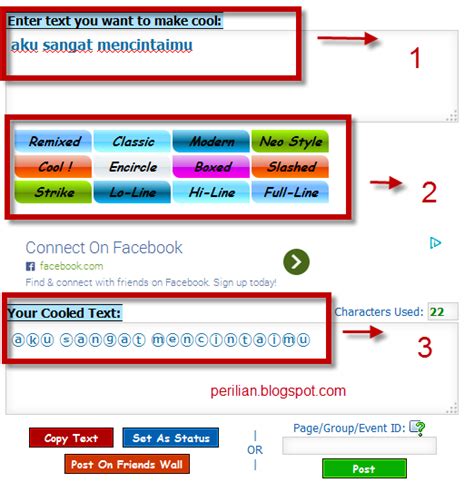 Enter text you want to make cool:
aku sangat mencintaimu
1
Remixed Classic Modern Neo Style
Cool ! Encircle Boxed Slashed
Strike Lo-Line Hi-Line Full-Line
2
Connect On Facebook
facebook.com
Find & connect with friends on Facebook. Sign up today!
Your Cooled Text:
Characters Used: 22
ⓐⓚⓤ ⓢⓐⓝⓖⓐⓣ ⓜⓔⓝⓒⓘⓝⓣⓐⓘⓜⓤ
3
perilian.blogspot.com
Copy Text Set As Status
Post On Friends Wall
|
OR
|
Page/Group/Event ID:
Post